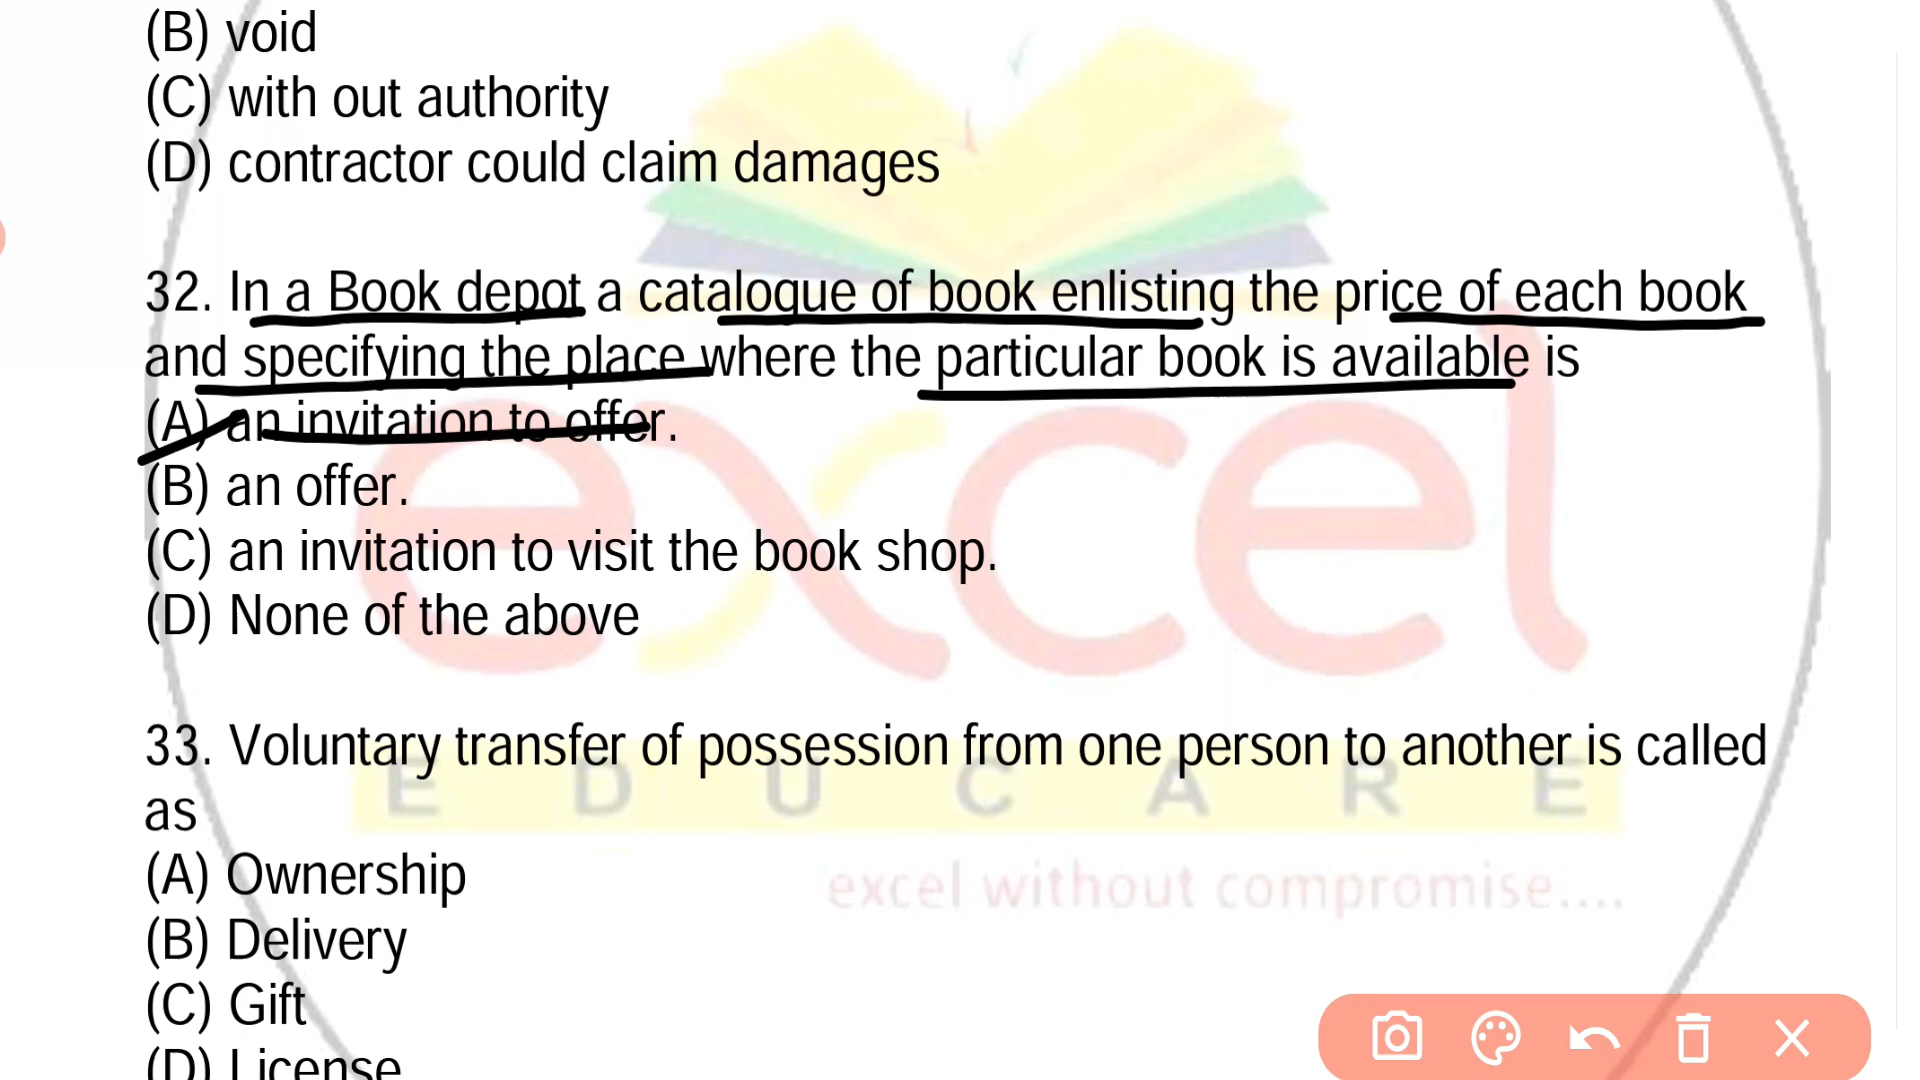 (B) void
(C) with out authority
(D) contractor could claim damages
32. In a Book depot a catalogue of book enlisting the price of each book
and specifying the place where the particular book is available is
(A) an invitation to offer.
(B) an offer.
(C) an invitation to visit the book shop.
(D) None of the above
33. Voluntary transfer of possession from one person to another is called
as
(A) Ownership
(B) Delivery
(C) Gift
(D) License
excel
EDUCARE
excel without compromise....